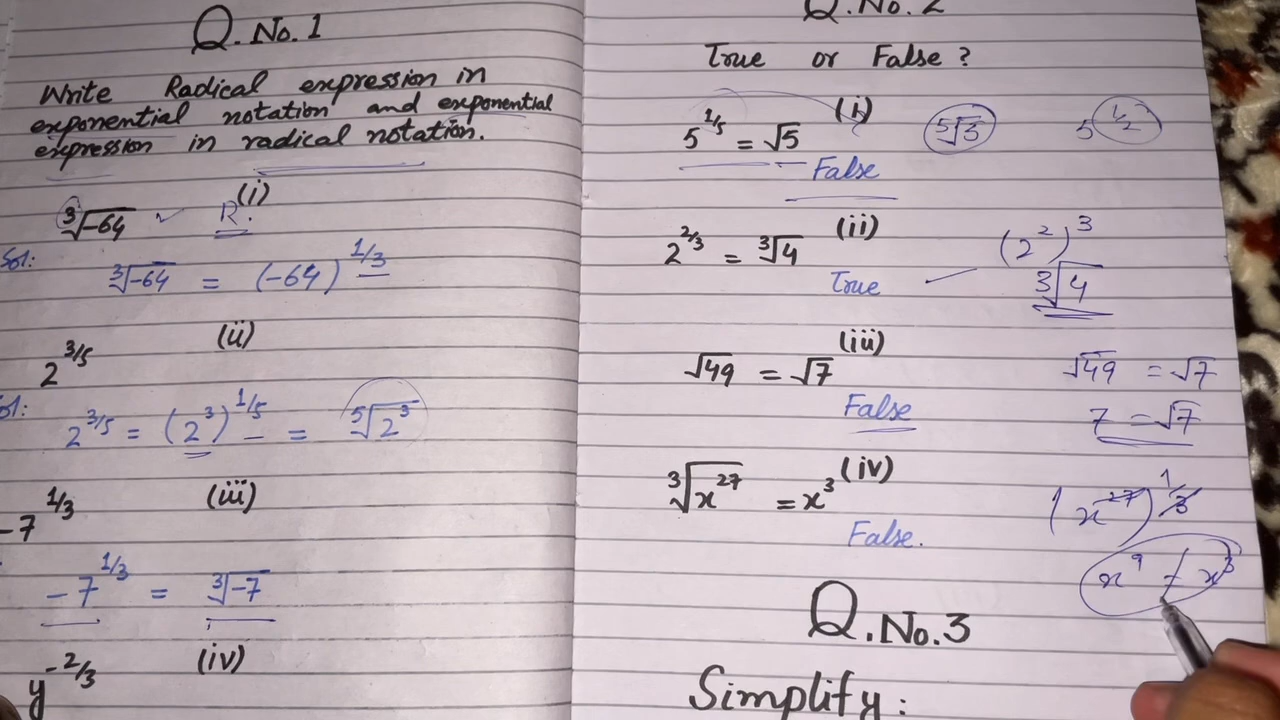 Q. No. 1
Write Radical expression in
exponential notation and exponential
expression in radical notation.
(i)
∛-64 ✓ R.
Sol:
∛-64 = (-64)^1/3
(ii)
2^3/5
Sol:
2^3/5 = (2^3)^1/5 = ⁵√2^3
(iii)
-7^1/3
-7^1/3 = ∛-7
(iv)
y^-2/3
Q. No. 2
True or False ?
(i)
5^1/5 = √5
⁵√5 5^1/2
False
(ii)
2^2/3 = ∛4
(2^2)^3
True ✓
∛4
(iii)
√49 = √7
√49 = √7
False
7 = √7
(iv)
∛x^27 = x^3
(x^27)^1/3
False.
x^9 ≠ x^3
Q. No. 3
Simplify :